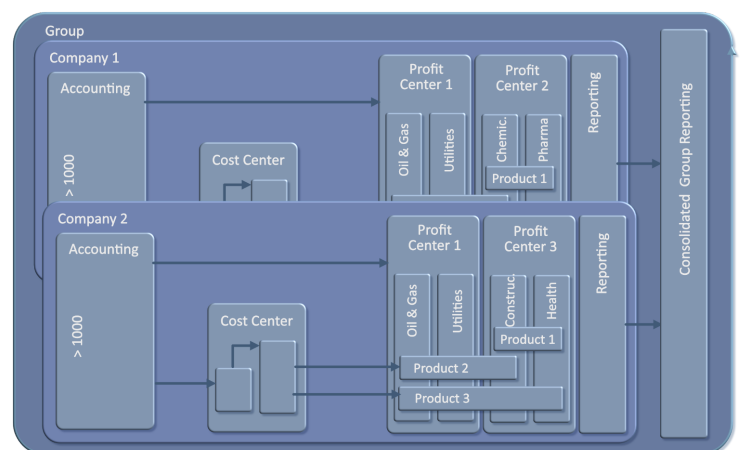 Group
Company 1
Accounting
> 1000
Cost Center
Profit
Center 1
Oil & Gas
Utilities
Profit
Center 2
Chemic.
Pharma
Product 1
Reporting
Consolidated Group Reporting
Company 2
Accounting
> 1000
Cost Center
Profit
Center 1
Oil & Gas
Utilities
Profit
Center 3
Construc.
Health
Product 1
Product 2
Product 3
Reporting